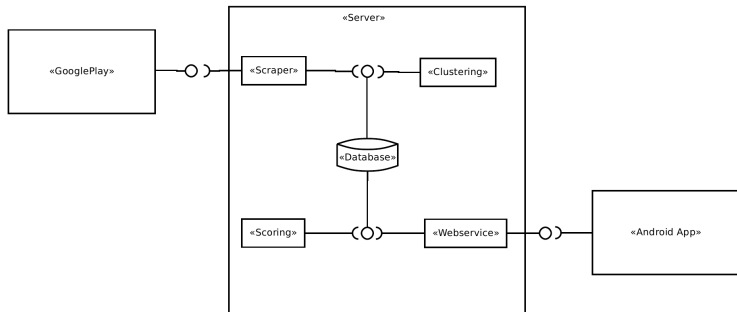 «Server»
«GooglePlay»
«Scraper»
«Clustering»
«Database»
«Scoring»
«Webservice»
«Android App»